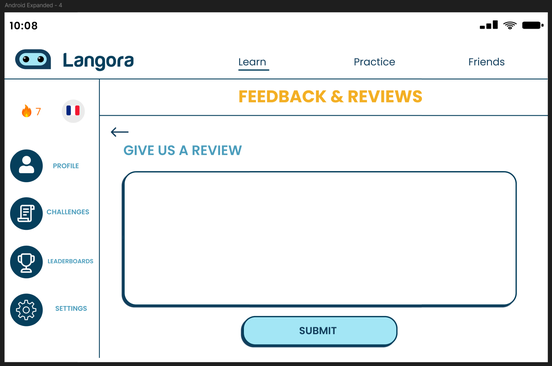 Android Expanded - 4
10:08
Langora
Learn
Practice
Friends
7
FEEDBACK & REVIEWS
GIVE US A REVIEW
PROFILE
CHALLENGES
LEADERBOARDS
SETTINGS
SUBMIT